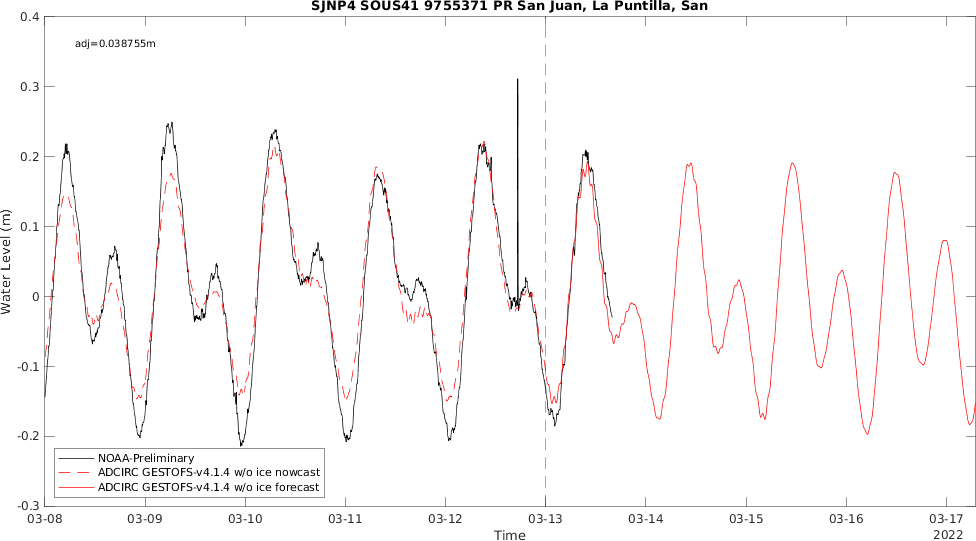 SJNP4 SOUS41 9755371 PR San Juan, La Puntilla, San
adj=0.038755m
0.4
0.3
0.2
0.1
0
-0.1
-0.2
-0.3
Water Level (m)
NOAA-Preliminary
ADCIRC GESTOFS-v4.1.4 w/o ice nowcast
ADCIRC GESTOFS-v4.1.4 w/o ice forecast
03-08 03-09 03-10 03-11 03-12 03-13 03-14 03-15 03-16 03-17
Time
2022